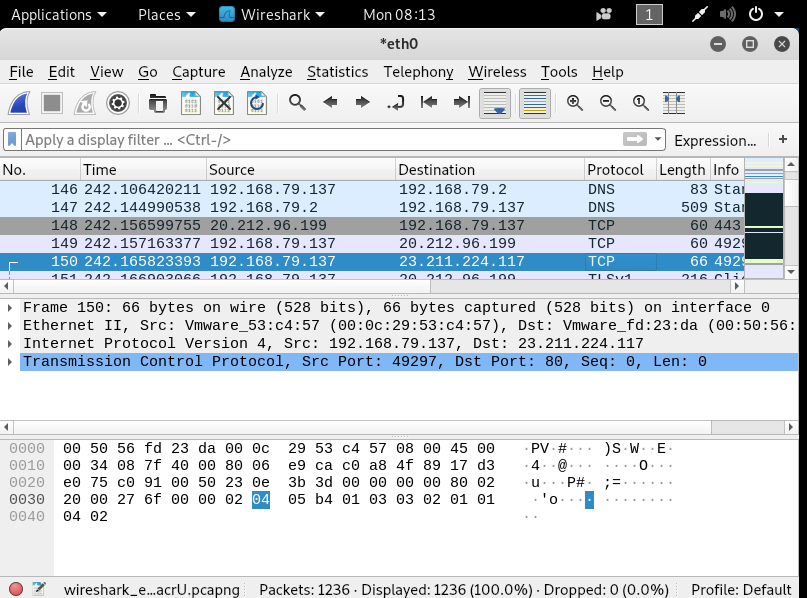 Applications Places Wireshark Mon 08:13 1
*eth0
File Edit View Go Capture Analyze Statistics Telephony Wireless Tools Help
Apply a display filter ... <Ctrl-/> Expression... +
No. Time Source Destination Protocol Length Info
146 242.106420211 192.168.79.137 192.168.79.2 DNS 83 Star
147 242.144990538 192.168.79.2 192.168.79.137 DNS 509 Star
148 242.156599755 20.212.96.199 192.168.79.137 TCP 60 443
149 242.157163377 192.168.79.137 20.212.96.199 TCP 60 4929
150 242.165823393 192.168.79.137 23.211.224.117 TCP 66 4929
151 242.166903066 192.168.79.137 20.212.96.199 TLSv1 216 Clie
Frame 150: 66 bytes on wire (528 bits), 66 bytes captured (528 bits) on interface 0
Ethernet II, Src: Vmware_53:c4:57 (00:0c:29:53:c4:57), Dst: Vmware_fd:23:da (00:50:56:
Internet Protocol Version 4, Src: 192.168.79.137, Dst: 23.211.224.117
Transmission Control Protocol, Src Port: 49297, Dst Port: 80, Seq: 0, Len: 0
0000 00 50 56 fd 23 da 00 0c 29 53 c4 57 08 00 45 00 ·PV·#··· )S·W··E·
0010 00 34 08 7f 40 00 80 06 e9 ca c0 a8 4f 89 17 d3 ·4··@··· ····O···
0020 e0 75 c0 91 00 50 23 0e 3b 3d 00 00 00 00 80 02 ·u···P#· ;=······
0030 20 00 27 6f 00 00 02 04 05 b4 01 03 03 02 01 01 ·'o···· ········
0040 04 02 ··
wireshark_e...acrU.pcapng Packets: 1236 · Displayed: 1236 (100.0%) · Dropped: 0 (0.0%) Profile: Default